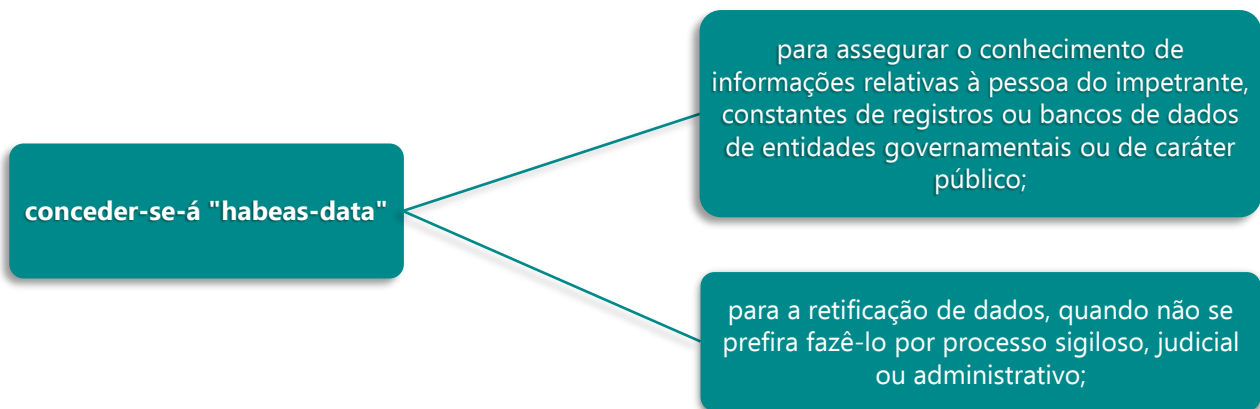 para assegurar o conhecimento de
informações relativas à pessoa do impetrante,
constantes de registros ou bancos de dados
de entidades governamentais ou de caráter
público;
conceder-se-á "habeas-data"
para a retificação de dados, quando não se
prefira fazê-lo por processo sigiloso, judicial
ou administrativo;